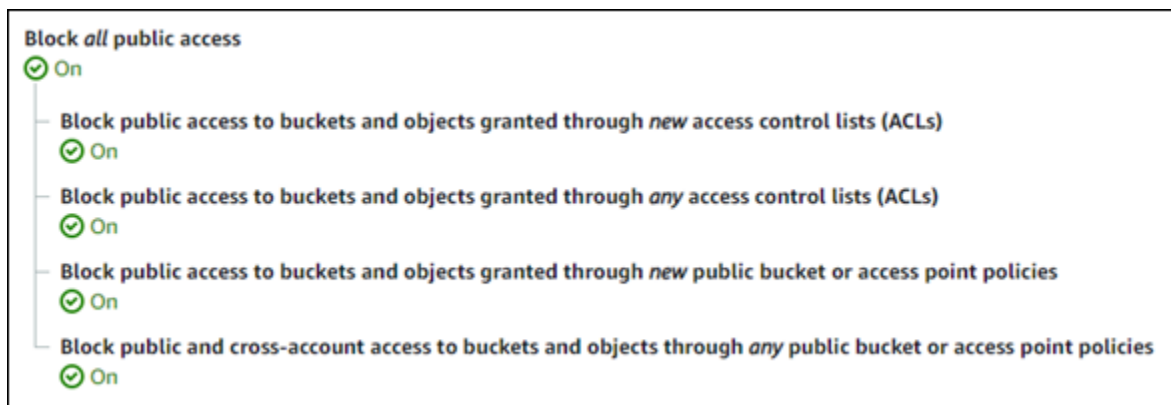 Block all public access
On
Block public access to buckets and objects granted through new access control lists (ACLs)
On
Block public access to buckets and objects granted through any access control lists (ACLs)
On
Block public access to buckets and objects granted through new public bucket or access point policies
On
Block public and cross-account access to buckets and objects through any public bucket or access point policies
On